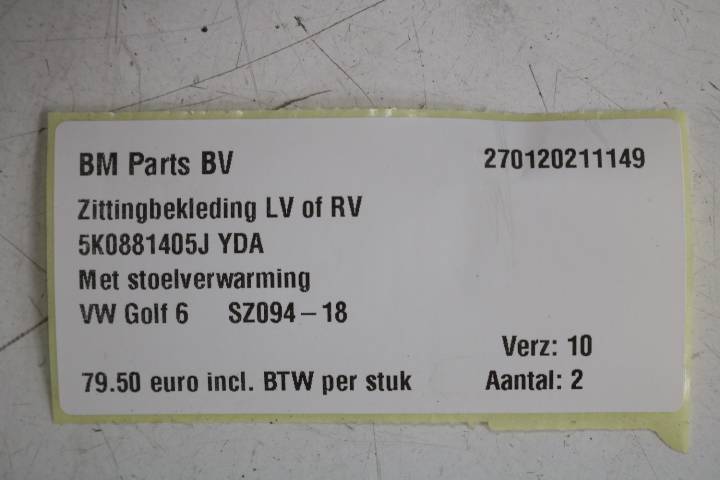 BM Parts BV 270120211149
Zittingbekleding LV of RV
5K0881405J YDA
Met stoelverwarming
VW Golf 6 SZ094-18
Verz: 10
79.50 euro incl. BTW per stuk Aantal: 2